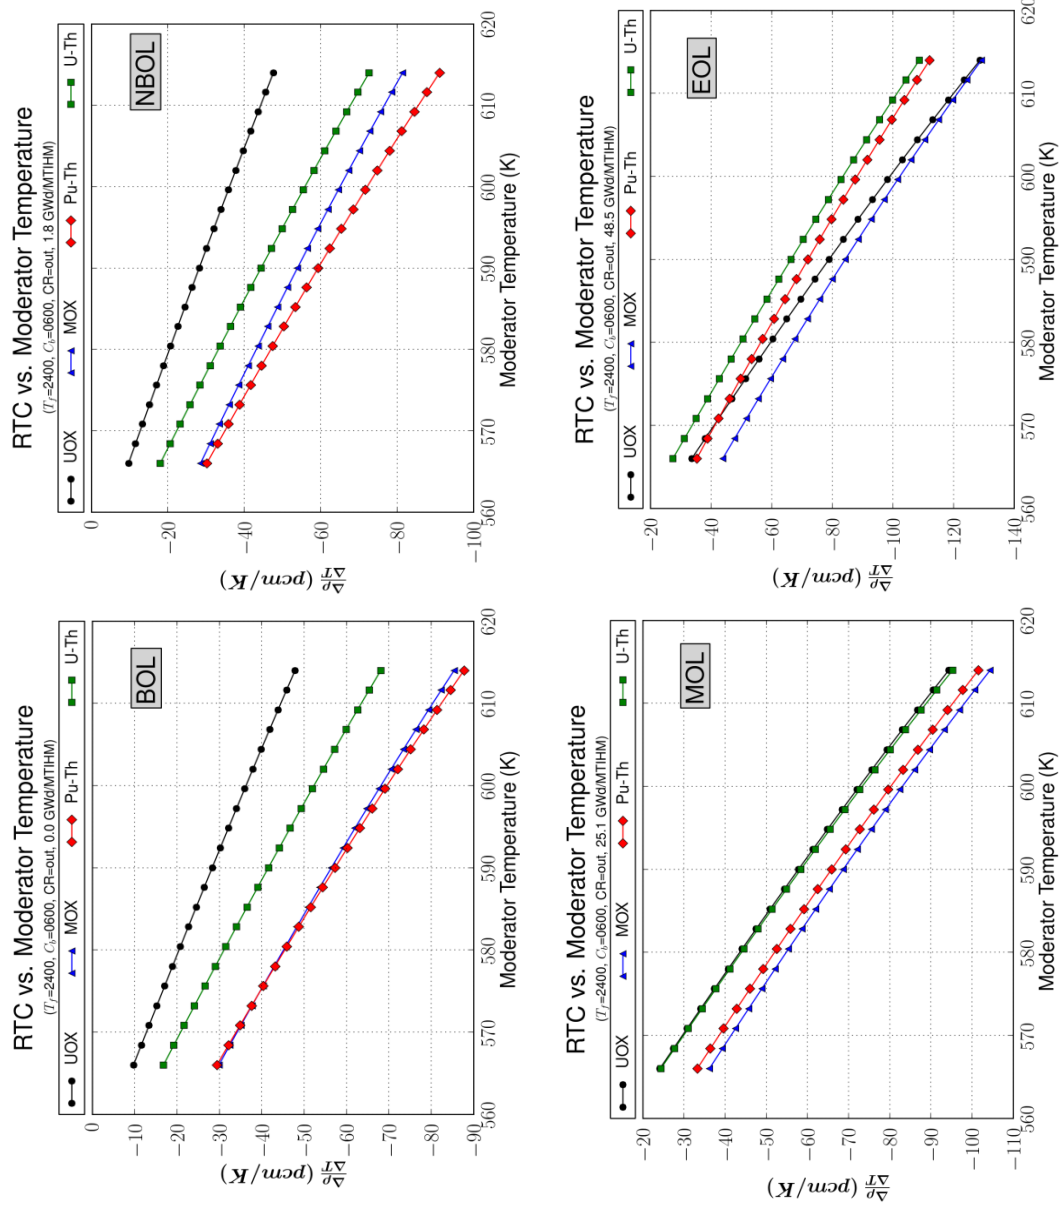 RTC vs. Moderator Temperature
(T_f=2400, C_b=0600, CR=out, 0.0 GWd/MTIHM)
UOX MOX Pu-Th U-Th
BOL
0
−10
−20
−30
−40
−50
−60
−70
−80
−90
Δρ/ΔT (pcm/K)
560 570 580 590 600 610 620
Moderator Temperature (K)
RTC vs. Moderator Temperature
(T_f=2400, C_b=0600, CR=out, 1.8 GWd/MTIHM)
UOX MOX Pu-Th U-Th
NBOL
0
−20
−40
−60
−80
−100
Δρ/ΔT (pcm/K)
560 570 580 590 600 610 620
Moderator Temperature (K)
RTC vs. Moderator Temperature
(T_f=2400, C_b=0600, CR=out, 25.1 GWd/MTIHM)
UOX MOX Pu-Th U-Th
MOL
−20
−30
−40
−50
−60
−70
−80
−90
−100
−110
Δρ/ΔT (pcm/K)
560 570 580 590 600 610 620
Moderator Temperature (K)
RTC vs. Moderator Temperature
(T_f=2400, C_b=0600, CR=out, 48.5 GWd/MTIHM)
UOX MOX Pu-Th U-Th
EOL
−20
−40
−60
−80
−100
−120
−140
Δρ/ΔT (pcm/K)
560 570 580 590 600 610 620
Moderator Temperature (K)